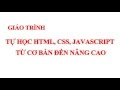 GIÁO TRÌNH
TỰ HỌC HTML, CSS, JAVASCRIPT
TỪ CƠ BẢN ĐẾN NÂNG CAO